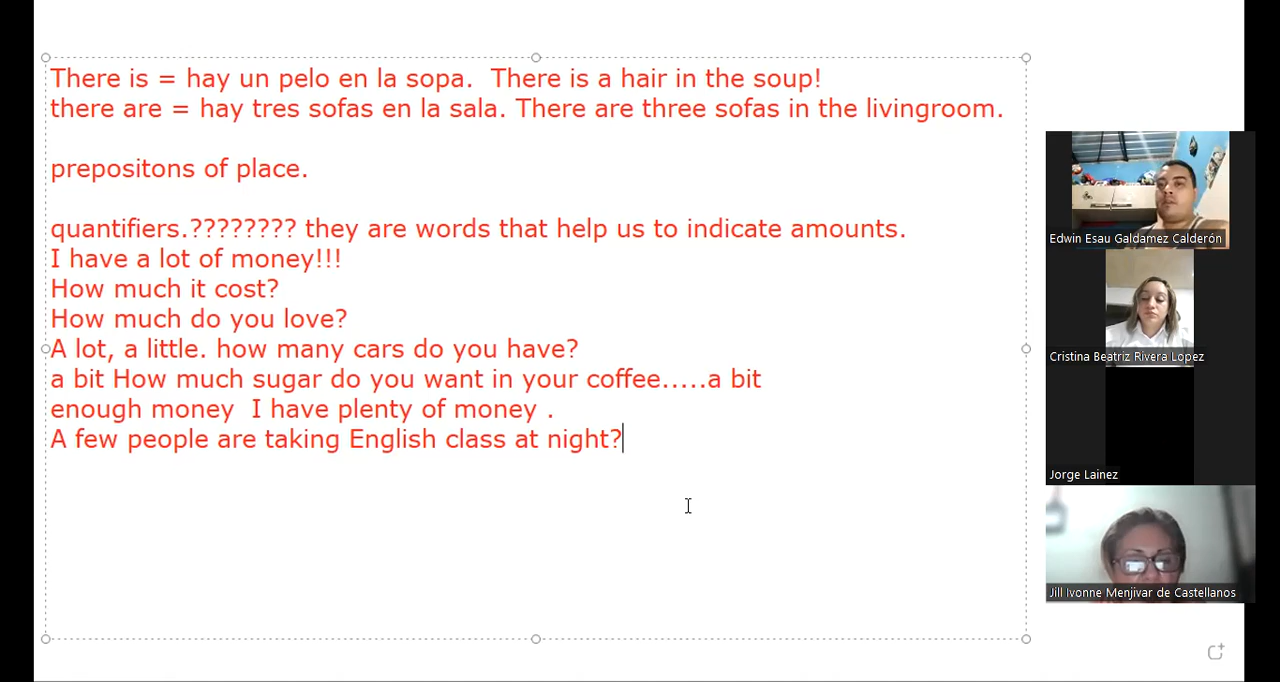 There is = hay un pelo en la sopa.  There is a hair in the soup!
there are = hay tres sofas en la sala. There are three sofas in the livingroom.
prepositons of place.
quantifiers.???????? they are words that help us to indicate amounts.
I have a lot of money!!!
How much it cost?
How much do you love?
A lot, a little. how many cars do you have?
a bit How much sugar do you want in your coffee.....a bit
enough money  I have plenty of money .
A few people are taking English class at night?
Edwin Esau Galdamez Calderón
Cristina Beatriz Rivera Lopez
Jorge Lainez
Jill Ivonne Menjivar de Castellanos